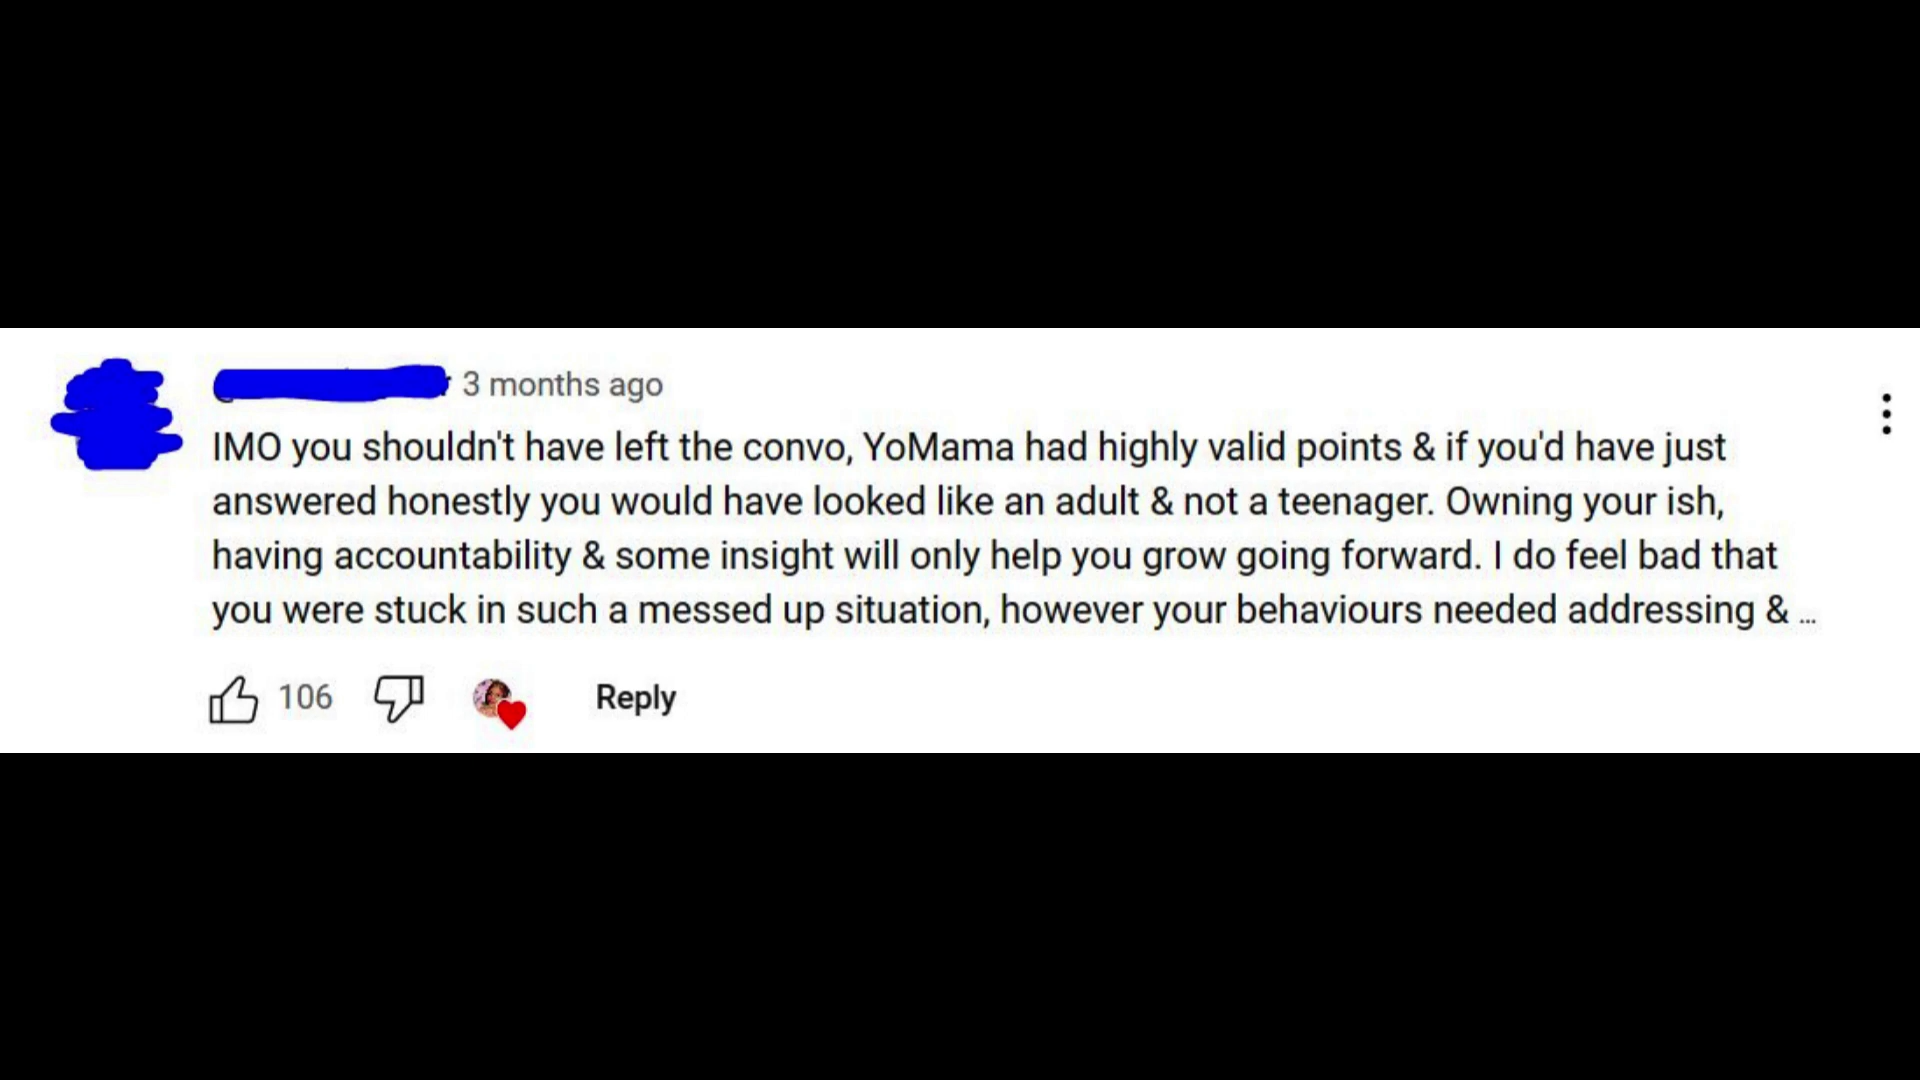 3 months ago
IMO you shouldn't have left the convo, YoMama had highly valid points & if you'd have just
answered honestly you would have looked like an adult & not a teenager. Owning your ish,
having accountability & some insight will only help you grow going forward. I do feel bad that
you were stuck in such a messed up situation, however your behaviours needed addressing & ...
106
Reply